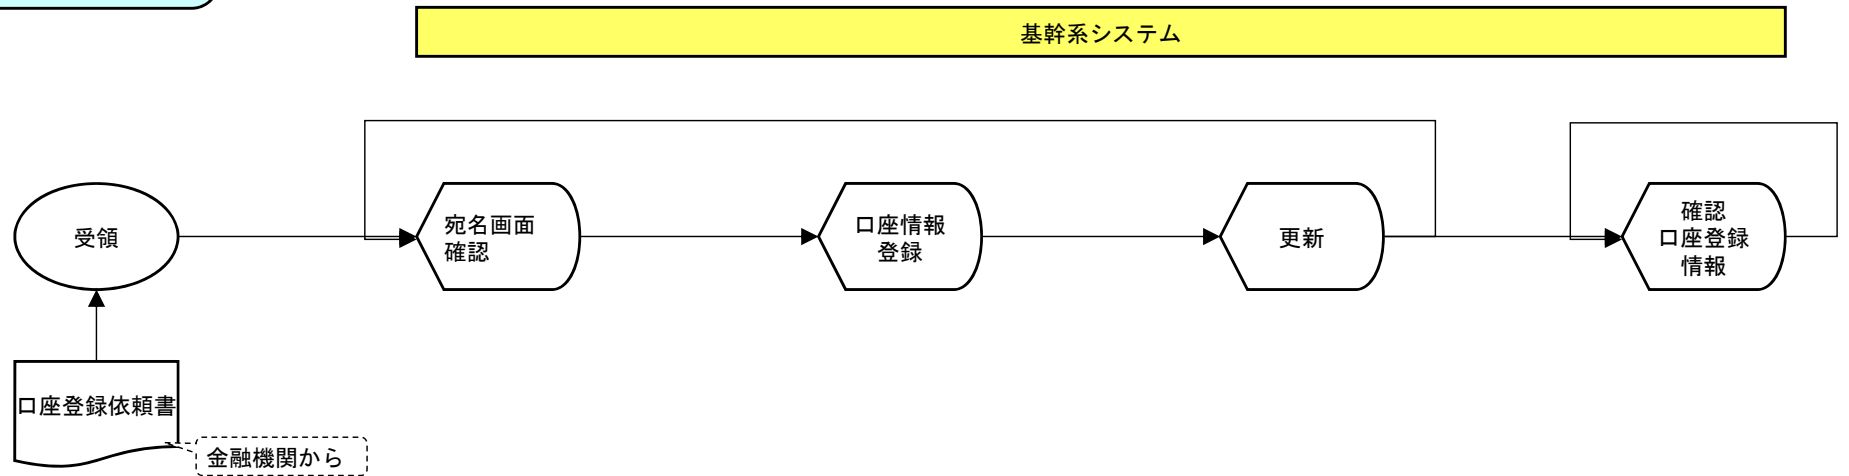 基幹系システム
受領
宛名画面
確認
口座情報
登録
更新
確認
口座登録
情報
口座登録依頼書
金融機関から